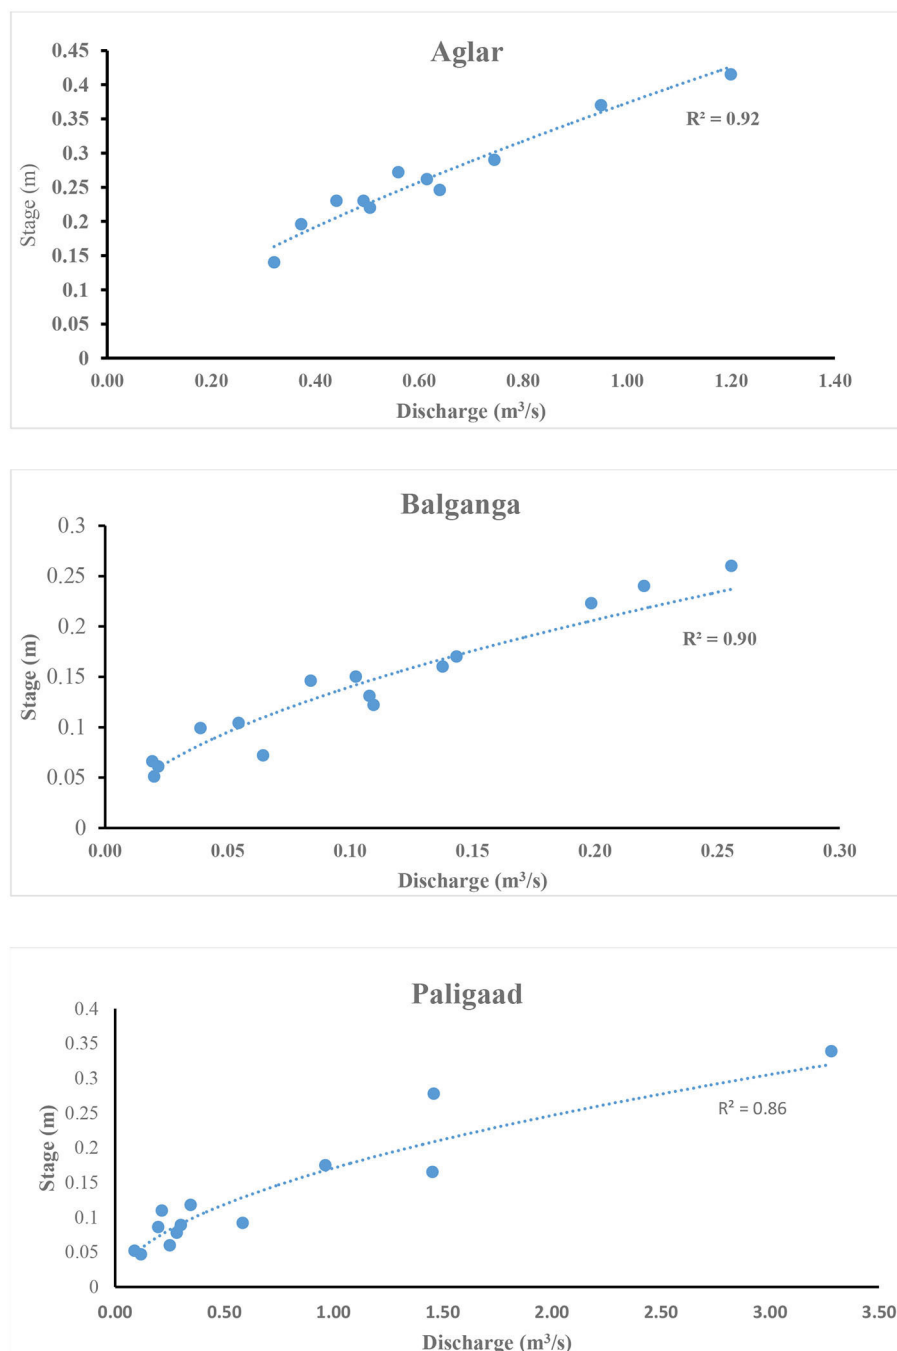 Aglar
0.45
0.4
0.35
0.3
0.25
0.2
0.15
0.1
0.05
0
Stage (m)
R² = 0.92
0.00 0.20 0.40 0.60 0.80 1.00 1.20 1.40
Discharge (m³/s)
Balganga
0.3
0.25
0.2
0.15
0.1
0.05
0
Stage (m)
R² = 0.90
0.00 0.05 0.10 0.15 0.20 0.25 0.30
Discharge (m³/s)
Paligaad
0.4
0.35
0.3
0.25
0.2
0.15
0.1
0.05
0
Stage (m)
R² = 0.86
0.00 0.50 1.00 1.50 2.00 2.50 3.00 3.50
Discharge (m³/s)